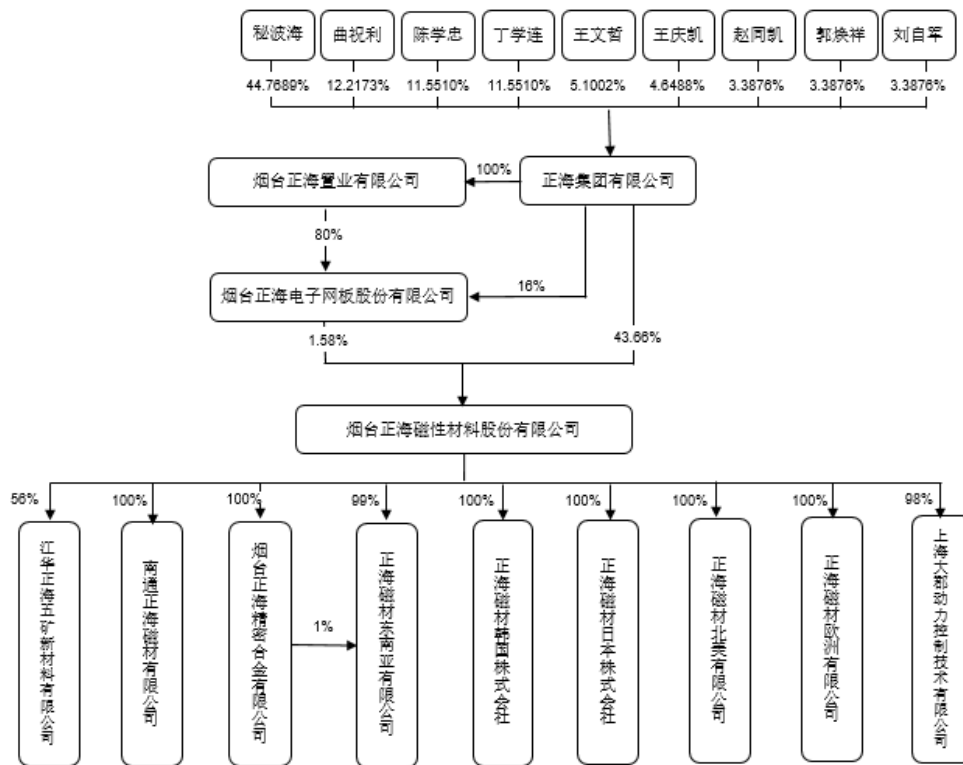 秘波海
曲祝利
陈学忠
丁学连
王文哲
王庆凯
赵同凯
郭焕祥
刘自军
44.7689%
12.2173%
11.5510%
11.5510%
5.1002%
4.6488%
3.3876%
3.3876%
3.3876%
烟台正海置业有限公司
100%
正海集团有限公司
80%
烟台正海电子网板股份有限公司
16%
1.58%
43.66%
烟台正海磁性材料股份有限公司
56%
100%
100%
99%
100%
100%
100%
100%
98%
江华正海五矿新材料有限公司
南通正海磁材有限公司
烟台正海精密合金有限公司
1%
正海磁材东南亚有限公司
正海磁材韩国株式会社
正海磁材日本株式会社
正海磁材北美有限公司
正海磁材欧洲有限公司
上海大郡动力控制技术有限公司